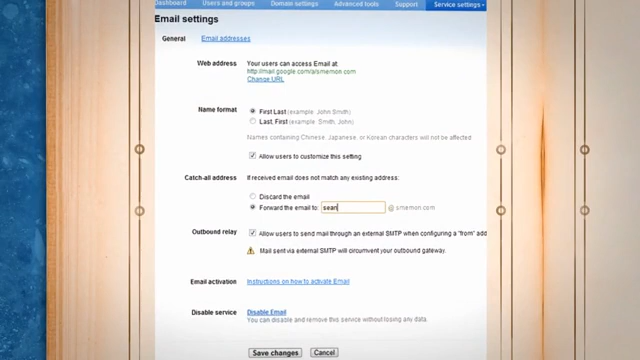 Dashboard Users and groups Domain settings Advanced tools Support Service settings
Email settings
General Email addresses
Web address Your users can access Email at:
http://mail.google.com/a/smemon.com
Change URL
Name format First Last (example: John Smith)
Last, First (example: Smith, John)
Names containing Chinese, Japanese, or Korean characters will not be affected
Allow users to customize this setting
Catch-all address If received email does not match any existing address:
Discard the email
Forward the email to: sean @ smemon.com
Outbound relay Allow users to send mail through an external SMTP when configuring a "from" add
Mail sent via external SMTP will circumvent your outbound gateway.
Email activation Instructions on how to activate Email
Disable service Disable Email
You can disable and remove this service without losing any data.
Save changes Cancel